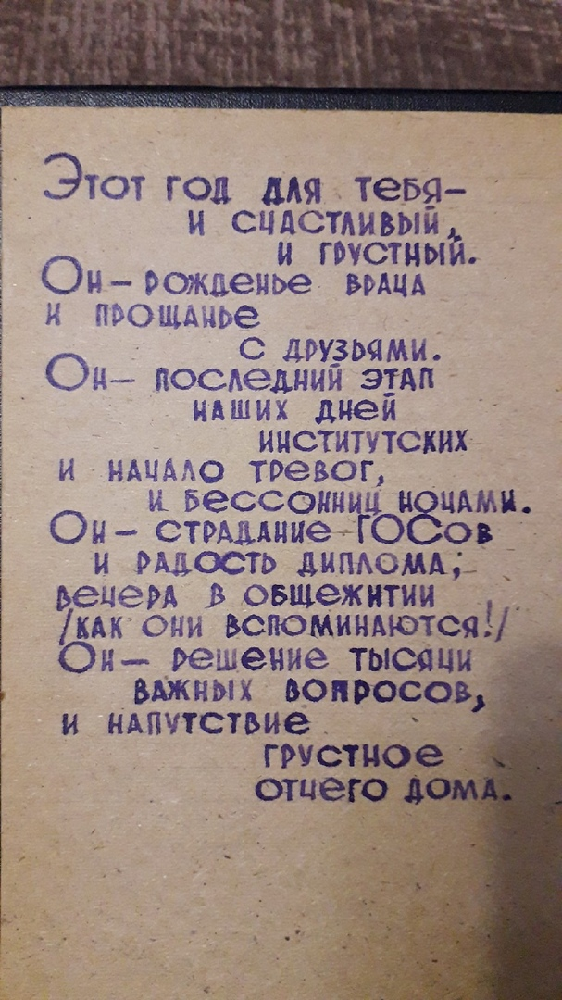 Этот год для тебя—
и счастливый,
и грустный.
Он — рожденье врача
и прощанье
с друзьями.
Он — последний этап
наших дней
институтских
и начало тревог,
и бессонниц ночами.
Он — страдание ГОСов
и радость диплома;
вечера в общежитии
/как они вспоминаются!/
Он — решение тысячи
важных вопросов,
и напутствие
грустное
отчего дома.